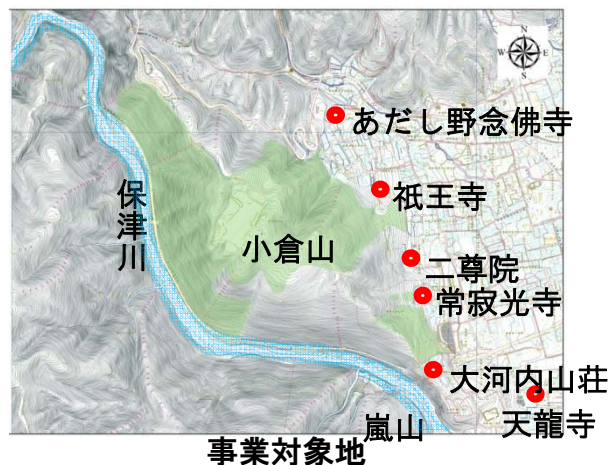 N
W E
S
あだし野念佛寺
祇王寺
保津川
小倉山
二尊院
常寂光寺
大河内山荘
嵐山
天龍寺
事業対象地